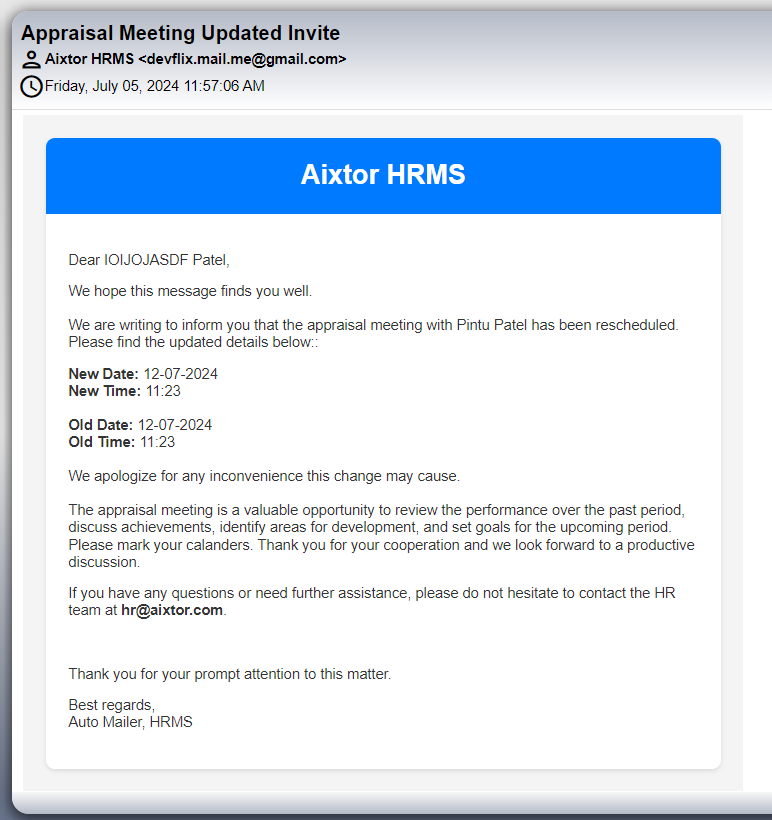 Appraisal Meeting Updated Invite
Aixtor HRMS <devflix.mail.me@gmail.com>
Friday, July 05, 2024 11:57:06 AM
Aixtor HRMS
Dear IOIJOJASDF Patel,
We hope this message finds you well.
We are writing to inform you that the appraisal meeting with Pintu Patel has been rescheduled.
Please find the updated details below::
New Date: 12-07-2024
New Time: 11:23
Old Date: 12-07-2024
Old Time: 11:23
We apologize for any inconvenience this change may cause.
The appraisal meeting is a valuable opportunity to review the performance over the past period,
discuss achievements, identify areas for development, and set goals for the upcoming period.
Please mark your calanders. Thank you for your cooperation and we look forward to a productive
discussion.
If you have any questions or need further assistance, please do not hesitate to contact the HR
team at hr@aixtor.com.
Thank you for your prompt attention to this matter.
Best regards,
Auto Mailer, HRMS